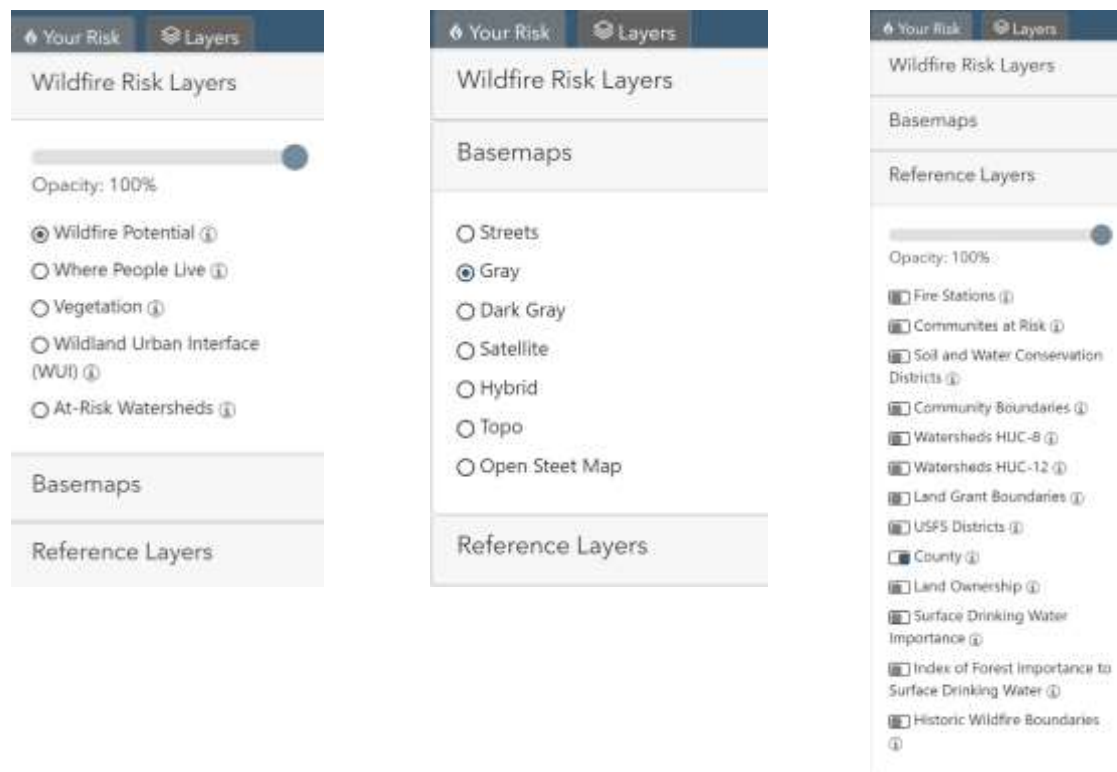 Your Risk
Layers
Wildfire Risk Layers
Opacity: 100%
Wildfire Potential
Where People Live
Vegetation
Wildland Urban Interface
(WUI)
At-Risk Watersheds
Basemaps
Reference Layers
Your Risk
Layers
Wildfire Risk Layers
Basemaps
Streets
Gray
Dark Gray
Satellite
Hybrid
Topo
Open Steet Map
Reference Layers
Your Risk
Layers
Wildfire Risk Layers
Basemaps
Reference Layers
Opacity: 100%
Fire Stations
Communites at Risk
Soil and Water Conservation
Districts
Community Boundaries
Watersheds HUC-8
Watersheds HUC-12
Land Grant Boundaries
USFS Districts
County
Land Ownership
Surface Drinking Water
Importance
Index of Forest Importance to
Surface Drinking Water
Historic Wildfire Boundaries